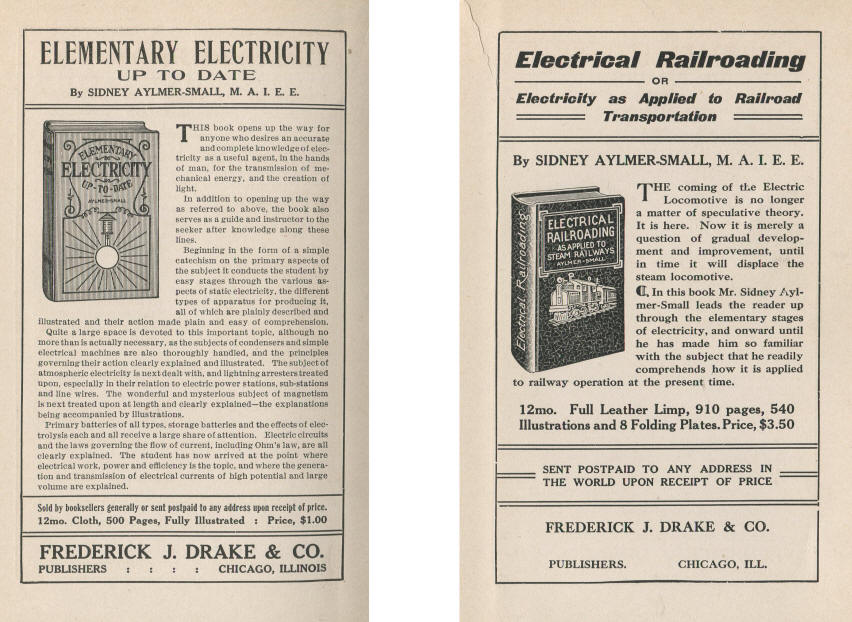 ELEMENTARY ELECTRICITY
UP TO DATE
By SIDNEY AYLMER-SMALL, M. A. I. E. E.
ELEMENTARY
ELECTRICITY
UP-TO-DATE
AYLMER-SMALL
THIS book opens up the way for
anyone who desires an accurate
and complete knowledge of elec-
tricity as a useful agent, in the hands
of man, for the transmission of me-
chanical energy, and the creation of
light.
In addition to opening up the way
as referred to above, the book also
serves as a guide and instructor to the
seeker after knowledge along these
lines.
Beginning in the form of a simple
catechism on the primary aspects of
the subject it conducts the student by
easy stages through the various as-
pects of static electricity, the different
types of apparatus for producing it,
all of which are plainly described and
illustrated and their action made plain and easy of comprehension.
Quite a large space is devoted to this important topic, although no
more than is actually necessary, as the subjects of condensers and simple
electrical machines are also thoroughly handled, and the principles
governing their action clearly explained and illustrated. The subject of
atmospheric electricity is next dealt with, and lightning arresters treated
upon, especially in their relation to electric power stations, sub-stations
and line wires. The wonderful and mysterious subject of magnetism
is next treated upon at length and clearly explained—the explanations
being accompanied by illustrations.
Primary batteries of all types, storage batteries and the effects of elec-
trolysis each and all receive a large share of attention. Electric circuits
and the laws governing the flow of current, including Ohm's law, are all
clearly explained. The student has now arrived at the point where
electrical work, power and efficiency is the topic, and where the genera-
tion and transmission of electrical currents of high potential and large
volume are explained.
Sold by booksellers generally or sent postpaid to any address upon receipt of price.
12mo. Cloth, 500 Pages, Fully Illustrated : Price, $1.00
FREDERICK J. DRAKE & CO.
PUBLISHERS : : : : CHICAGO, ILLINOIS
Electrical Railroading
OR
Electricity as Applied to Railroad
Transportation
By SIDNEY AYLMER-SMALL, M. A. I. E. E.
Electrical Railroading
ELECTRICAL
RAILROADING
AS APPLIED TO
STEAM RAILWAYS
AYLMER-SMALL
THE coming of the Electric
Locomotive is no longer
a matter of speculative theory.
It is here. Now it is merely a
question of gradual develop-
ment and improvement, until
in time it will displace the
steam locomotive.
¶, In this book Mr. Sidney Ayl-
mer-Small leads the reader up
through the elementary stages
of electricity, and onward until
he has made him so familiar
with the subject that he readily
comprehends how it is applied
to railway operation at the present time.
12mo. Full Leather Limp, 910 pages, 540
Illustrations and 8 Folding Plates. Price, $3.50
SENT POSTPAID TO ANY ADDRESS IN
THE WORLD UPON RECEIPT OF PRICE
FREDERICK J. DRAKE & CO.
PUBLISHERS. CHICAGO, ILL.